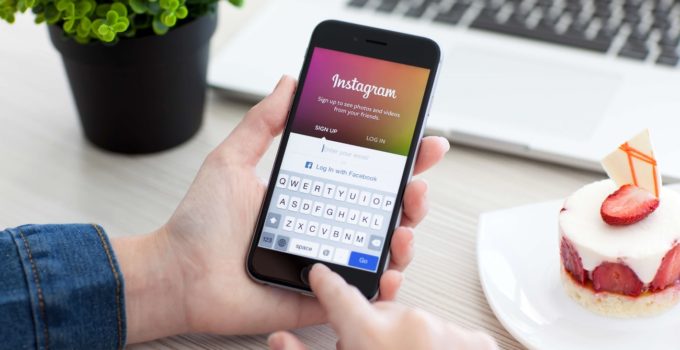 Instagram
Sign up to see photos and videos
from your friends.
SIGN UP LOG IN
Enter your email
Log In with Facebook
Q W E R T Y U I O P
A S D F G H J K L
Z X C V B N M
123 space @ . Go